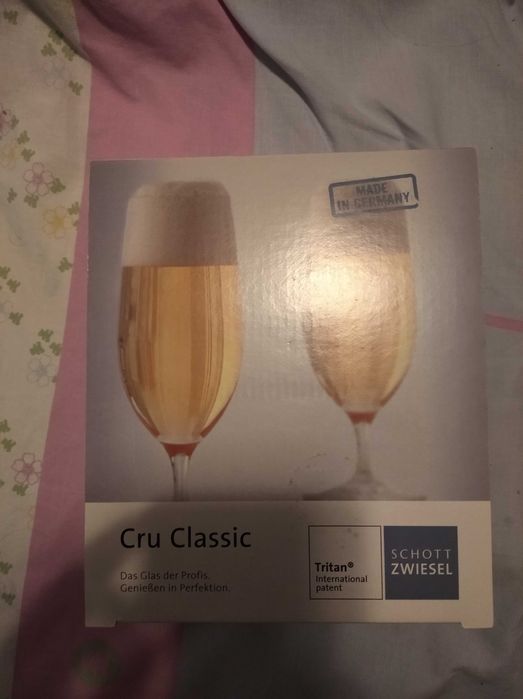 MADE
IN GERMANY
Cru Classic
Das Glas der Profis.
Genießen in Perfektion.
Tritan®
International
patent
SCHOTT
ZWIESEL